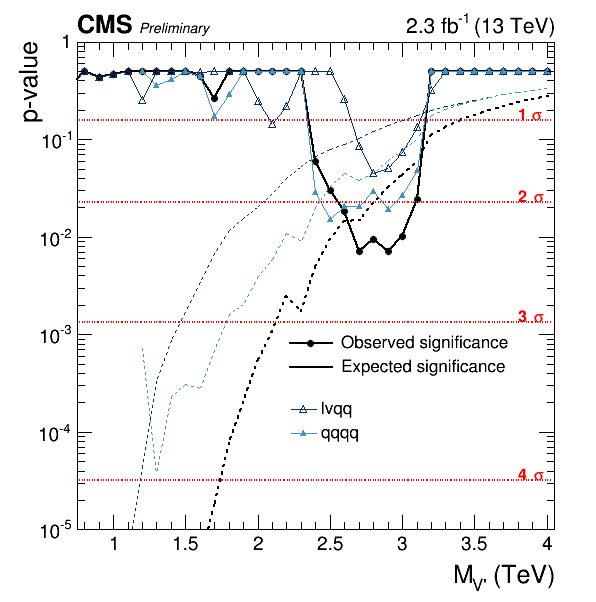 CMS Preliminary 2.3 fb⁻¹ (13 TeV)
p-value
1
10⁻¹
10⁻²
10⁻³
10⁻⁴
10⁻⁵
1 σ
2 σ
3 σ
4 σ
Observed significance
Expected significance
lvqq
qqqq
1 1.5 2 2.5 3 3.5 4
M_V' (TeV)